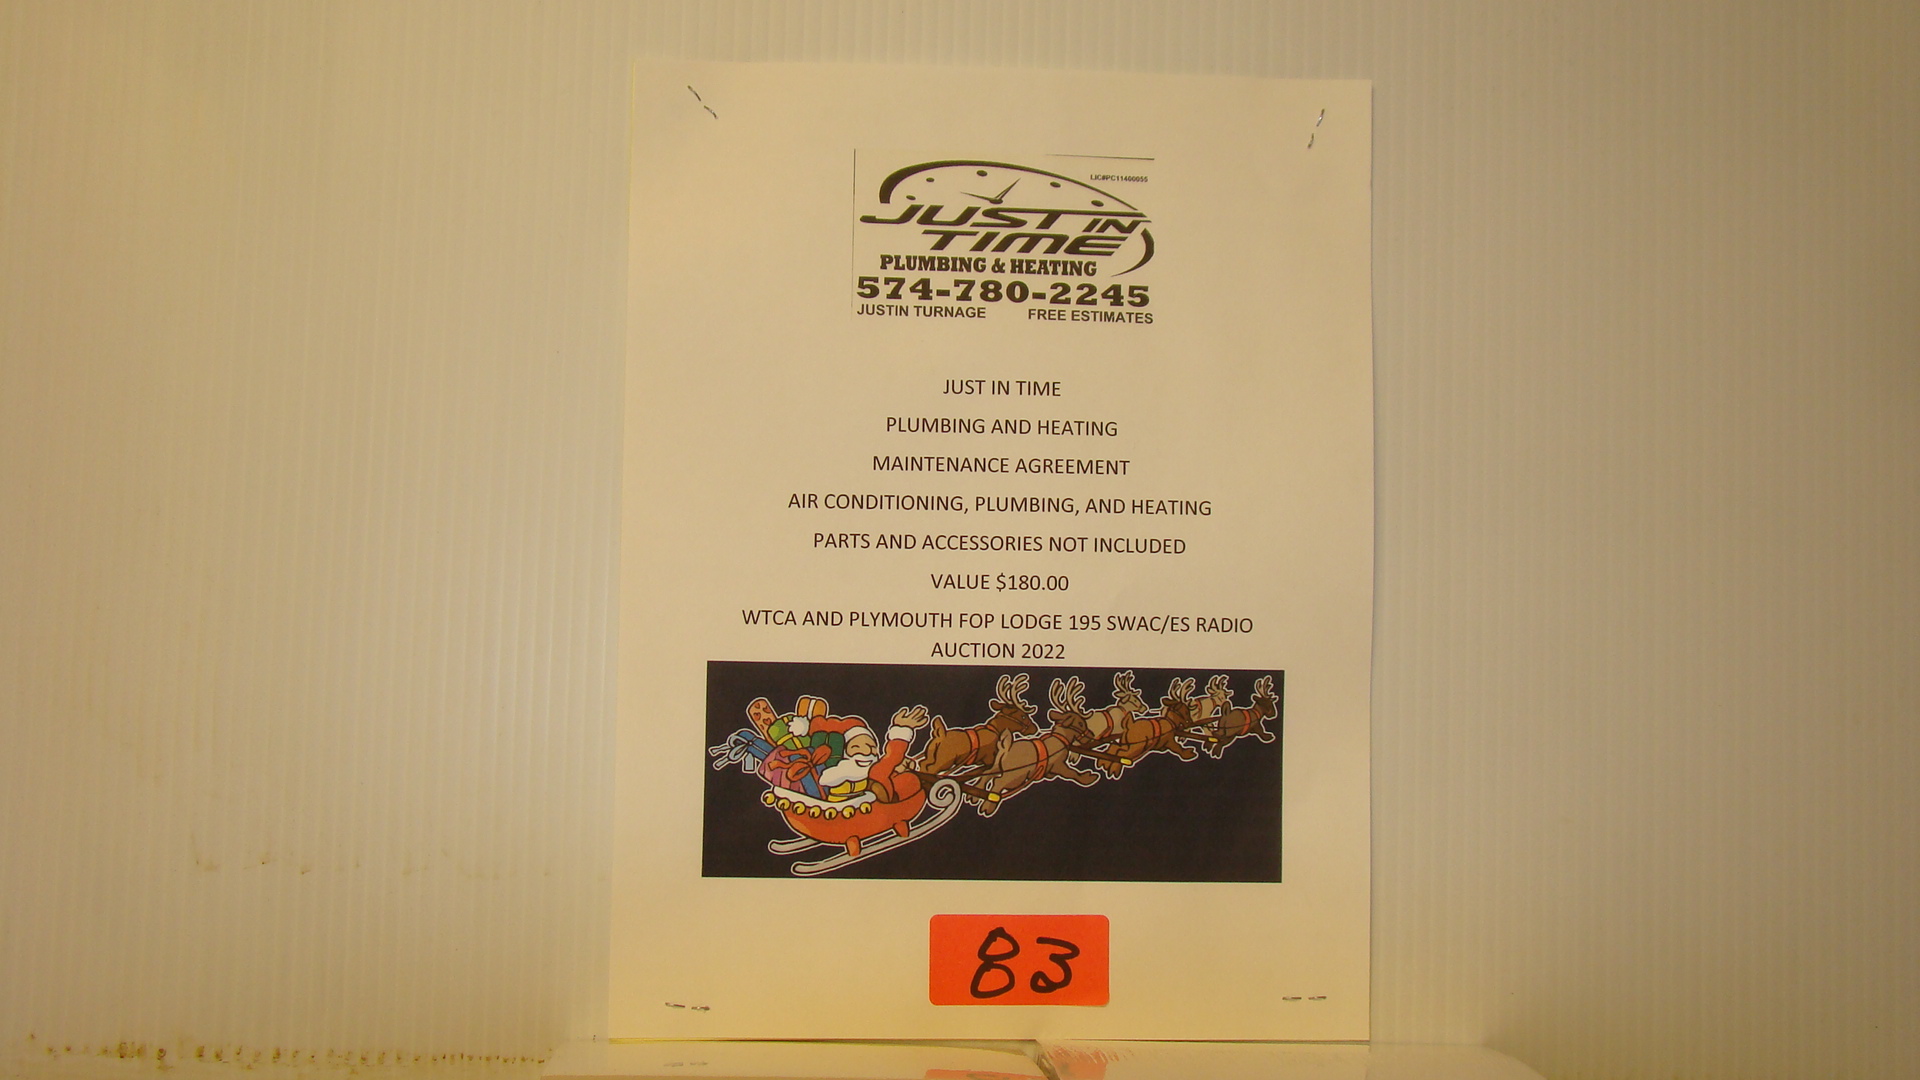 LIC#PC11400055
JUST IN
TIME
PLUMBING & HEATING
574-780-2245
JUSTIN TURNAGE FREE ESTIMATES
JUST IN TIME
PLUMBING AND HEATING
MAINTENANCE AGREEMENT
AIR CONDITIONING, PLUMBING, AND HEATING
PARTS AND ACCESSORIES NOT INCLUDED
VALUE $180.00
WTCA AND PLYMOUTH FOP LODGE 195 SWAC/ES RADIO
AUCTION 2022
83